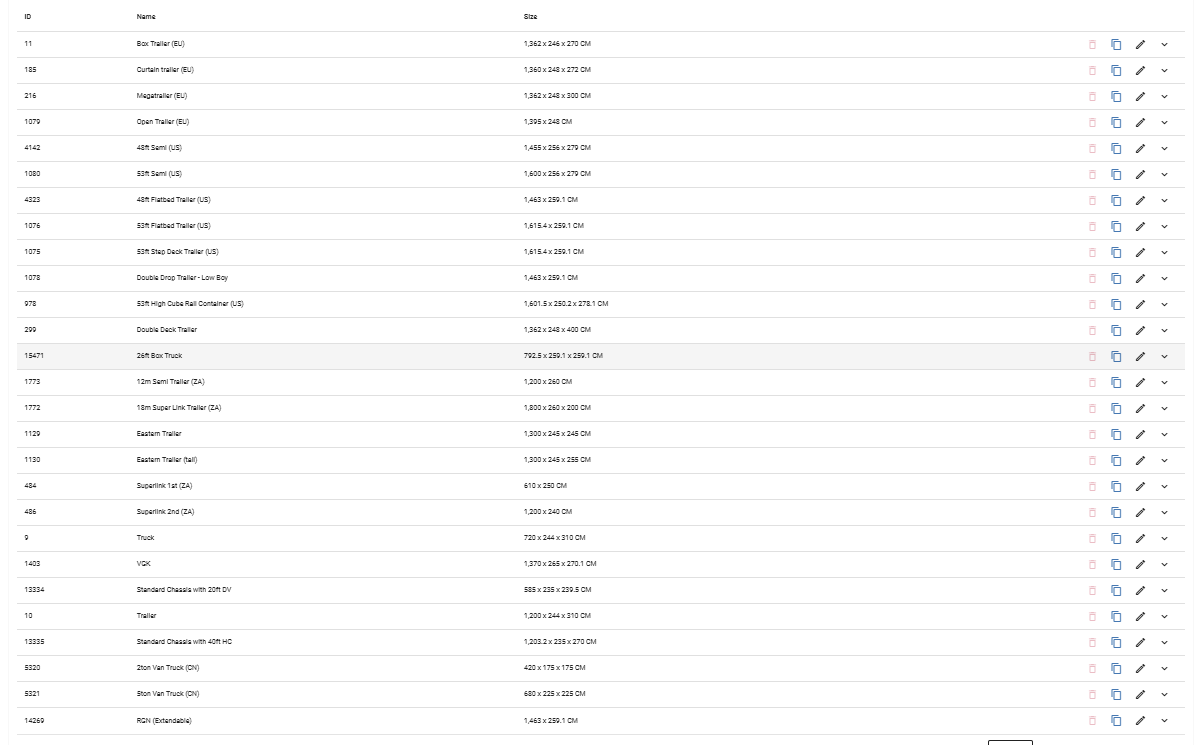 ID Name Size
11 Box Trailer (EU) 1,362 x 246 x 270 CM
185 Curtain trailer (EU) 1,360 x 248 x 272 CM
216 Megatrailer (EU) 1,362 x 248 x 300 CM
1079 Open Trailer (EU) 1,395 x 248 CM
4142 48ft Semi (US) 1,455 x 256 x 279 CM
1080 53ft Semi (US) 1,600 x 256 x 279 CM
4323 48ft Flatbed Trailer (US) 1,463 x 259.1 CM
1076 53ft Flatbed Trailer (US) 1,615.4 x 259.1 CM
1075 53ft Step Deck Trailer (US) 1,615.4 x 259.1 CM
1078 Double Drop Trailer - Low Boy 1,463 x 259.1 CM
978 53ft High Cube Rail Container (US) 1,601.5 x 250.2 x 278.1 CM
299 Double Deck Trailer 1,362 x 248 x 400 CM
15471 26ft Box Truck 792.5 x 259.1 x 259.1 CM
1773 12m Semi Trailer (ZA) 1,200 x 260 CM
1772 18m Super Link Trailer (ZA) 1,800 x 260 x 200 CM
1129 Eastern Trailer 1,300 x 245 x 245 CM
1130 Eastern Trailer (tall) 1,300 x 245 x 255 CM
484 Superlink 1st (ZA) 610 x 250 CM
486 Superlink 2nd (ZA) 1,200 x 240 CM
9 Truck 720 x 244 x 310 CM
1403 VGK 1,370 x 265 x 270.1 CM
13334 Standard Chassis with 20ft DV 585 x 235 x 239.5 CM
10 Trailer 1,200 x 244 x 310 CM
13335 Standard Chassis with 40ft HC 1,203.2 x 235 x 270 CM
5320 2ton Van Truck (CN) 420 x 175 x 175 CM
5321 5ton Van Truck (CN) 680 x 225 x 225 CM
14269 RGN (Extendable) 1,463 x 259.1 CM